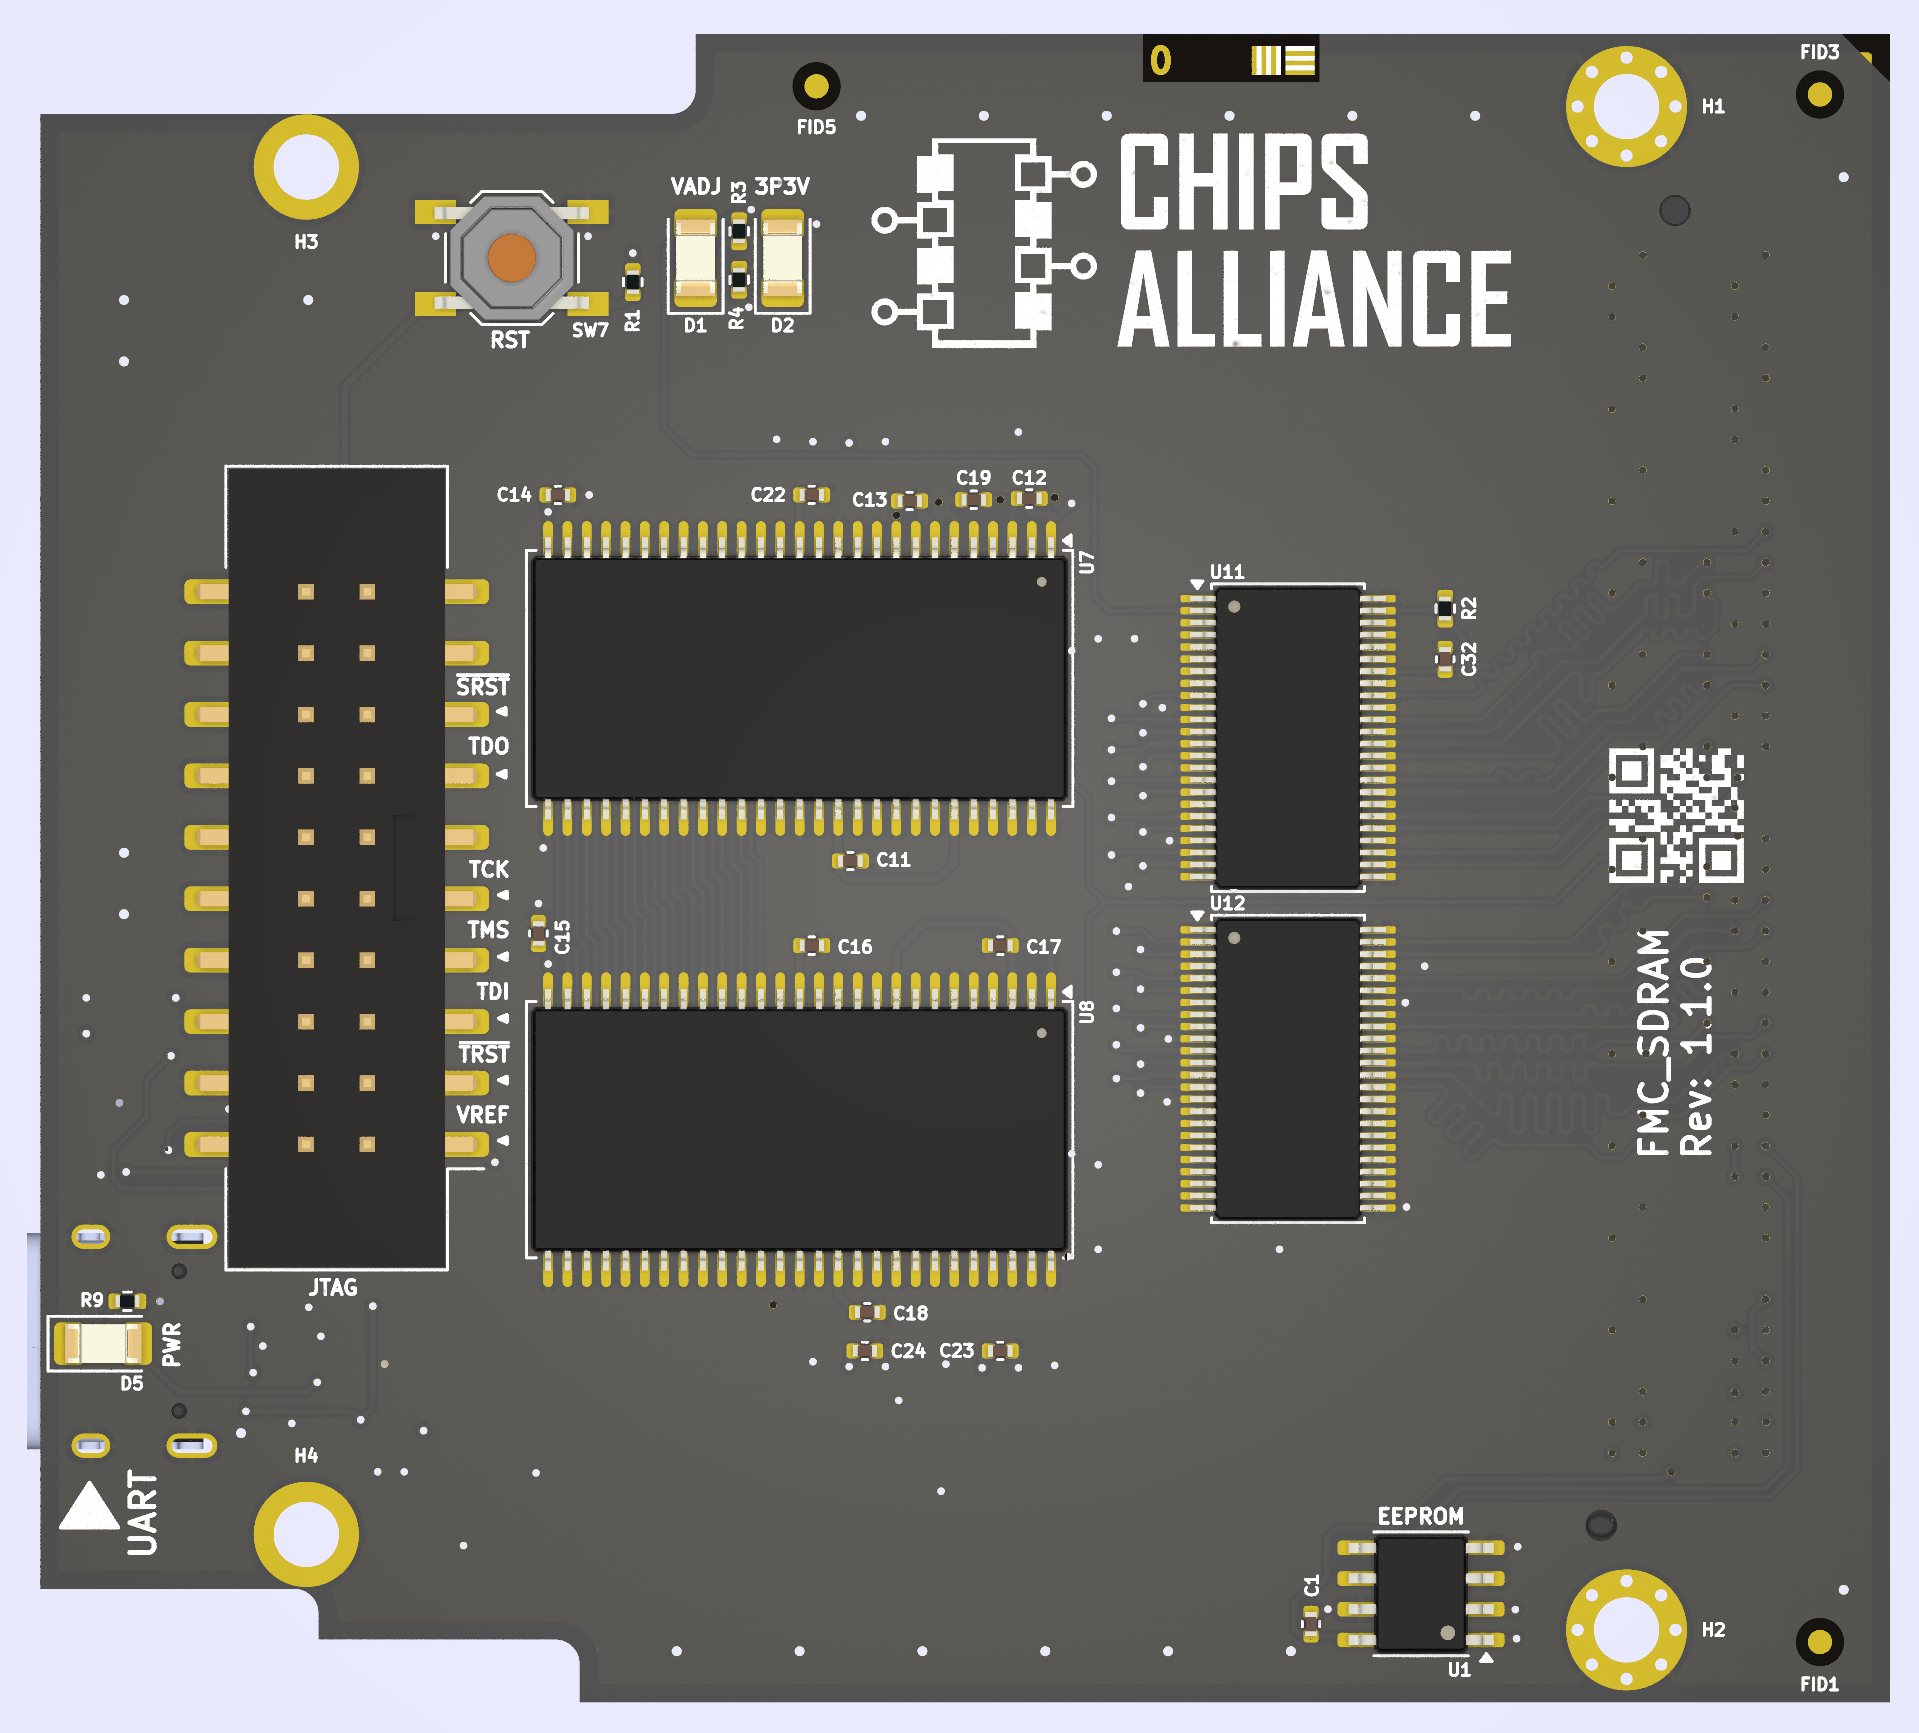 0
FID3
FID5
H1
CHIPS
ALLIANCE
VADJ
R3
3P3V
H3
RST
SW7
R1
D1
R4
D2
C14
C22
C13
C19
C12
U7
U11
R2
C32
SRST
TDO
TCK
TMS
TDI
TRST
VREF
JTAG
C11
C15
C16
C17
U12
U8
FMC_SDRAM
Rev: 1.1.0
R9
PWR
D5
C18
C24
C23
H4
UART
EEPROM
C1
U1
H2
FID1